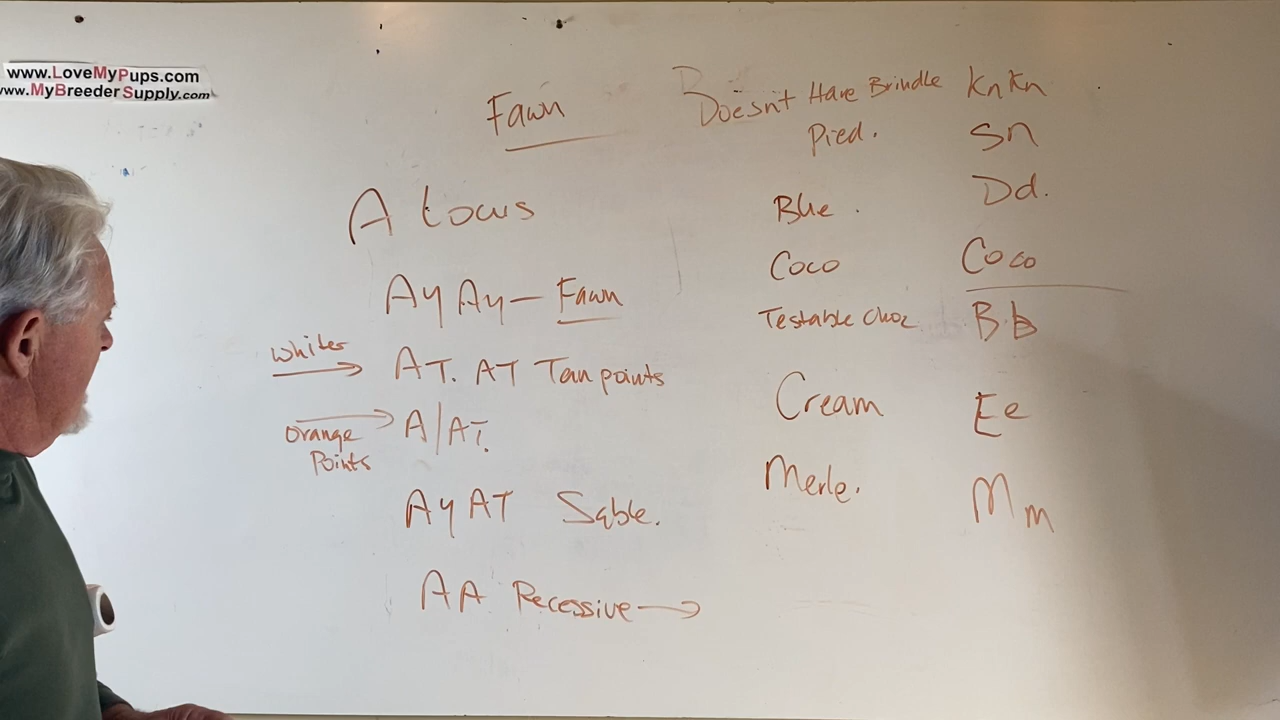 www.LoveMyPups.com
www.MyBreederSupply.com
Fawn
A Locus
Ay Ay - Fawn
Whiter
AT. AT Tan points
Orange Points
A/AT.
Ay AT Sable.
AA Recessive
Doesn't Have Brindle KnKn
Pied. Sn
Blue. Dd.
Coco Coco
Testable Choc Bb
Cream Ee
Merle. Mm